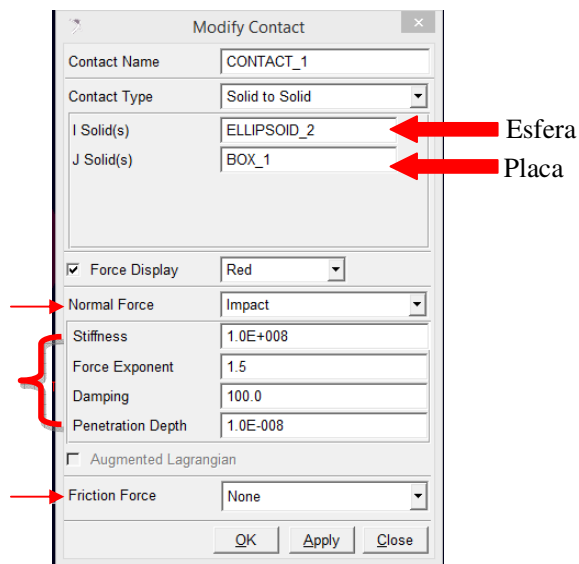 Modify Contact
Contact Name CONTACT_1
Contact Type Solid to Solid
I Solid(s) ELLIPSOID_2 Esfera
J Solid(s) BOX_1 Placa
Force Display Red
Normal Force Impact
Stiffness 1.0E+008
Force Exponent 1.5
Damping 100.0
Penetration Depth 1.0E-008
Augmented Lagrangian
Friction Force None
OK Apply Close